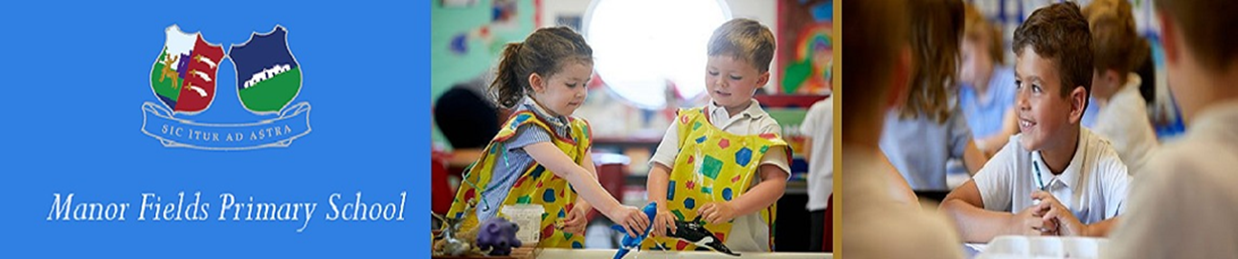 SIC ITUR AD ASTRA
Manor Fields Primary School